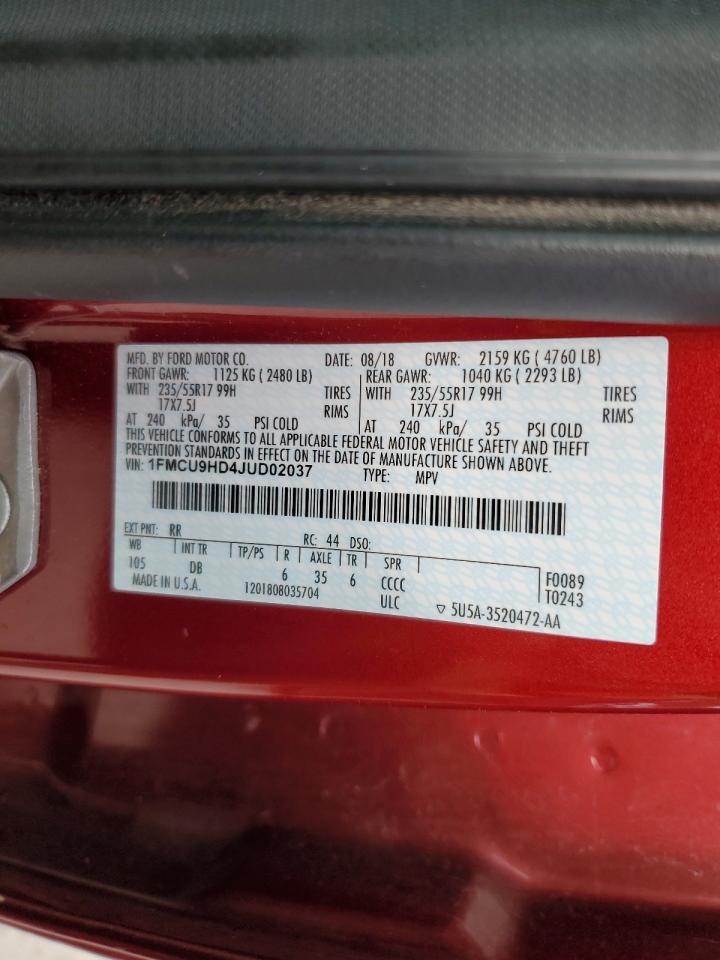 MFD. BY FORD MOTOR CO. DATE: 08/18 GVWR: 2159 KG ( 4760 LB)
FRONT GAWR: 1125 KG ( 2480 LB) REAR GAWR: 1040 KG ( 2293 LB)
WITH 235/55R17 99H TIRES WITH 235/55R17 99H TIRES
17X7.5J RIMS 17X7.5J RIMS
AT 240 kPa/ 35 PSI COLD AT 240 kPa/ 35 PSI COLD
THIS VEHICLE CONFORMS TO ALL APPLICABLE FEDERAL MOTOR VEHICLE SAFETY AND THEFT
PREVENTION STANDARDS IN EFFECT ON THE DATE OF MANUFACTURE SHOWN ABOVE.
VIN: 1FMCU9HD4JUD02037 TYPE: MPV
EXT PNT: RR RC: 44 DSO:
WB INT TR TP/PS R AXLE TR SPR
105 DB 6 35 6 CCCC F0089
MADE IN U.S.A. 1201808035704 ULC T0243
5U5A-3520472-AA